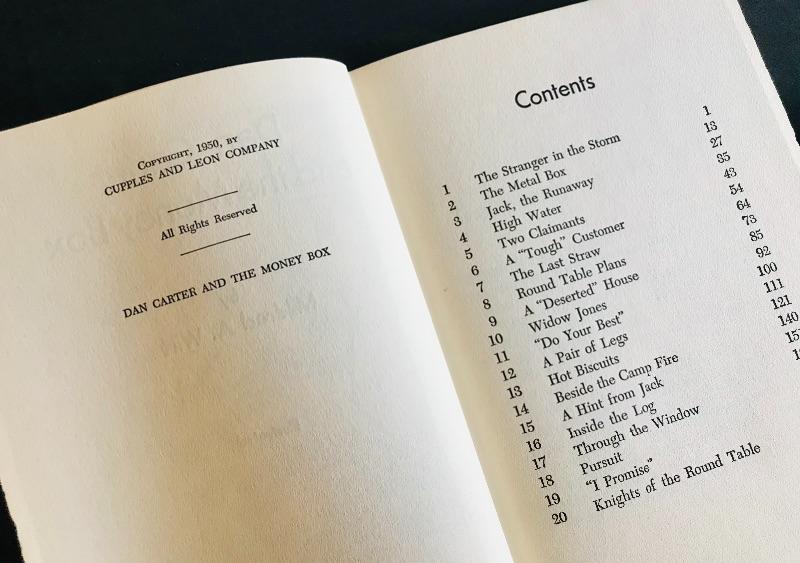 COPYRIGHT, 1950, BY
CUPPLES AND LEON COMPANY
All Rights Reserved
DAN CARTER AND THE MONEY BOX
Contents
1 The Stranger in the Storm 1
2 The Metal Box 13
3 Jack, the Runaway 27
4 High Water 35
5 Two Claimants 43
6 A "Tough" Customer 54
7 The Last Straw 64
8 Round Table Plans 73
9 A "Deserted" House 85
10 Widow Jones 92
11 "Do Your Best" 100
12 A Pair of Legs 111
13 Hot Biscuits 121
14 Beside the Camp Fire 140
15 A Hint from Jack
16 Inside the Log
17 Through the Window
18 Pursuit
19 "I Promise"
20 Knights of the Round Table